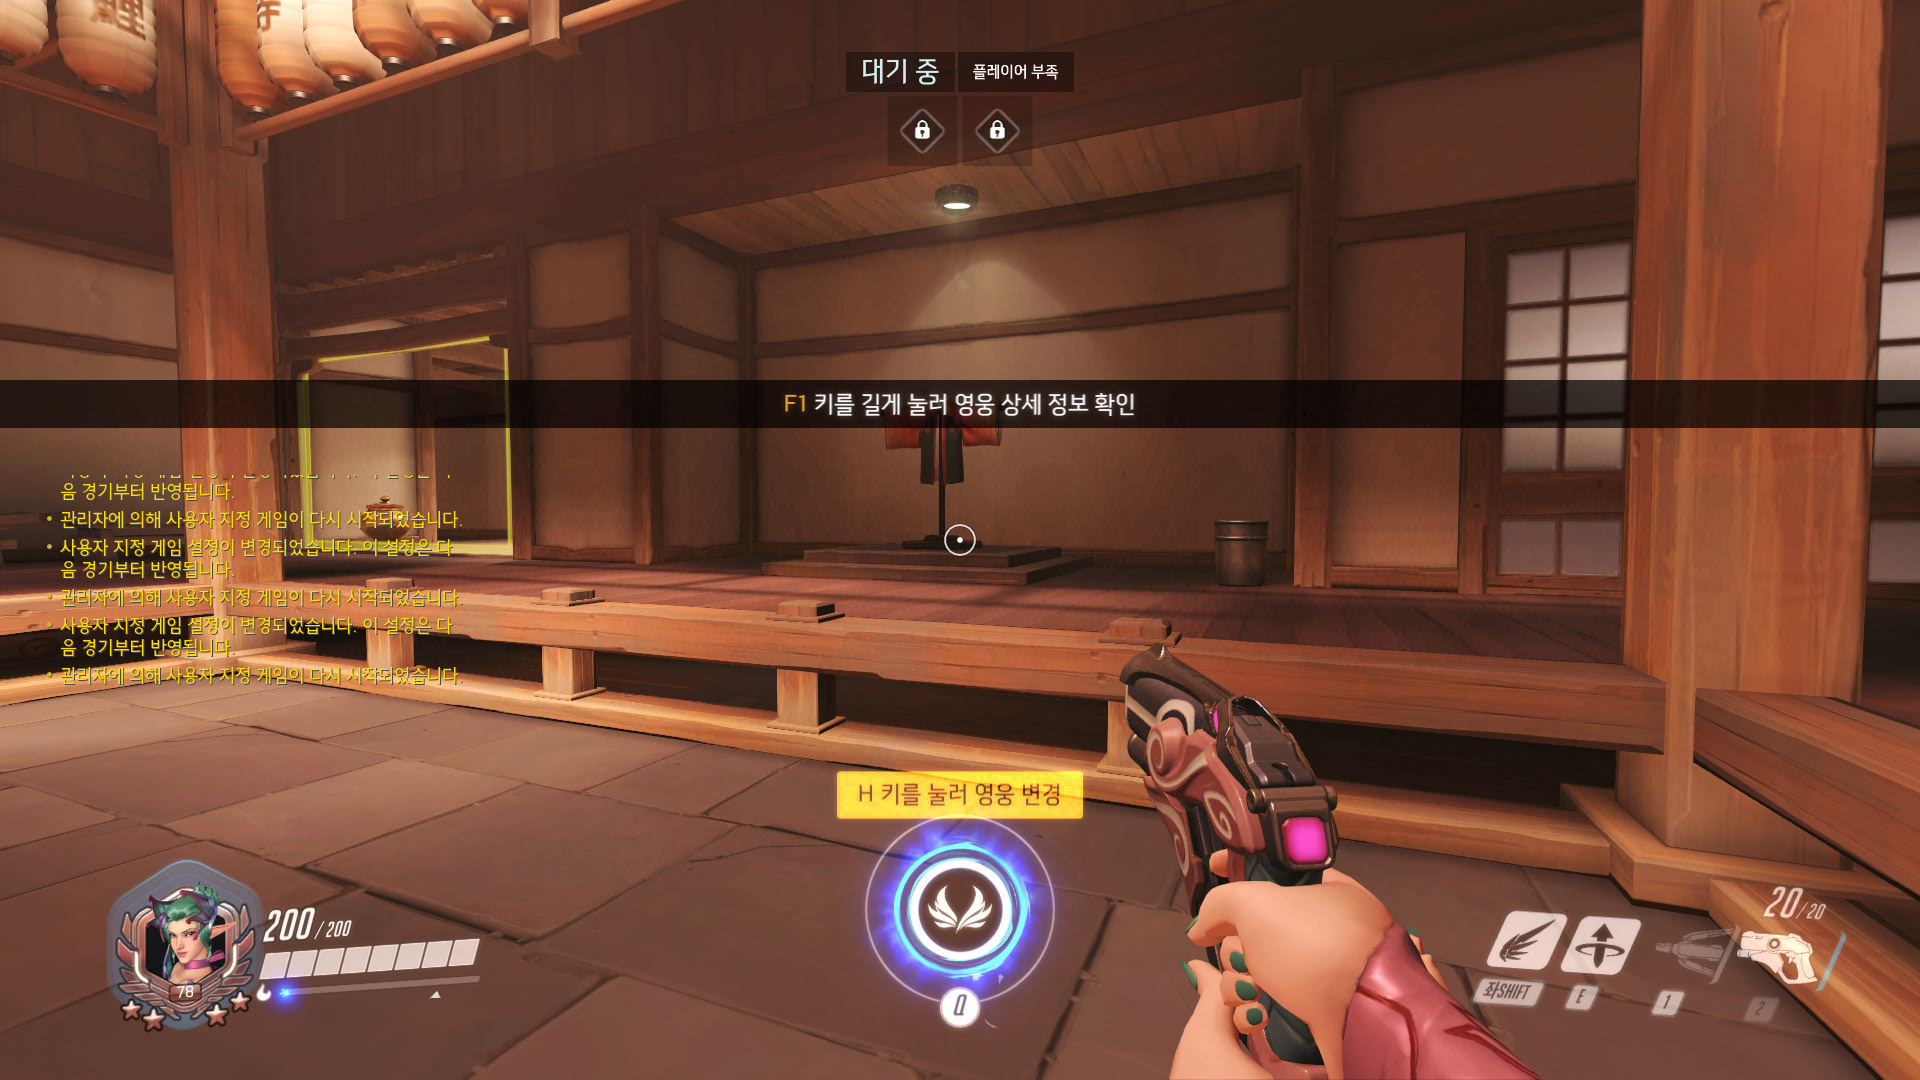 대기 중 플레이어 부족
F1 키를 길게 눌러 영웅 상세 정보 확인
음 경기부터 반영됩니다.
• 관리자에 의해 사용자 지정 게임이 다시 시작되었습니다.
• 사용자 지정 게임 설정이 변경되었습니다. 이 설정은 다
음 경기부터 반영됩니다.
• 관리자에 의해 사용자 지정 게임이 다시 시작되었습니다.
• 사용자 지정 게임 설정이 변경되었습니다. 이 설정은 다
음 경기부터 반영됩니다.
• 관리자에 의해 사용자 지정 게임이 다시 시작되었습니다.
H 키를 눌러 영웅 변경
200/200
78
Q
20/20
좌SHIFT E 1 2